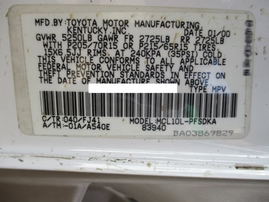 MFD.BY:TOYOTA MOTOR MANUFACTURING,
KENTUCKY,INC. DATE: 01/00
GVWR 5250LB GAWR FR 2725LB RR 2725LB
WITH P205/70R15 OR P215/65R15 TIRES,
15X6.5JJ RIMS, AT 240KPA (35PSI) COLD
THIS VEHICLE CONFORMS TO ALL APPLICABLE
FEDERAL MOTOR VEHICLE SAFETY, BUMPER, AND
THEFT PREVENTION STANDARDS IN EFFECT ON
THE DATE OF MANUFACTURE SHOWN ABOVE.
TYPE MPV
C/TR:040/FJ41 MODEL:MCL10L-PFSDKA
A/TM:-01A/A540E 83940
BA03869829